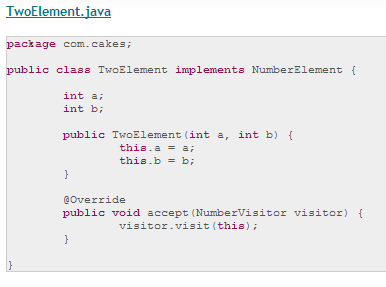 TwoElement.java
package com.cakes;
public class TwoElement implements NumberElement {
int a;
int b;
public TwoElement(int a, int b) {
this.a = a;
this.b = b;
}
@Override
public void accept(NumberVisitor visitor) {
visitor.visit(this);
}
}